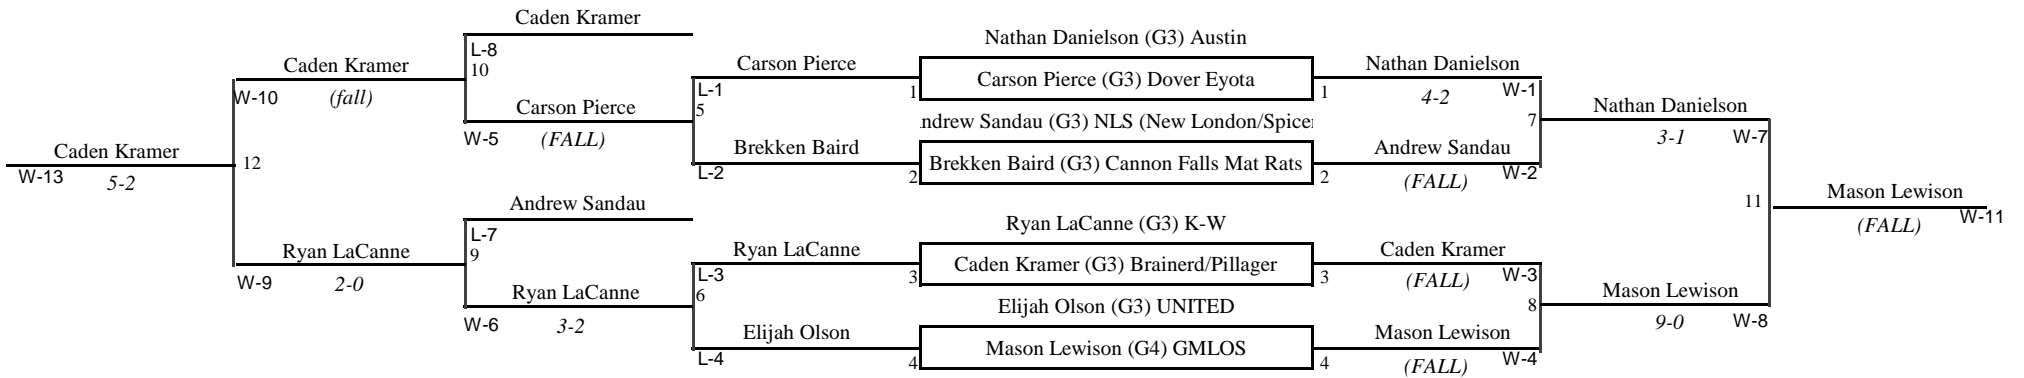 Caden Kramer
Nathan Danielson (G3) Austin
L-8
Caden Kramer
10
Carson Pierce
Nathan Danielson
L-1
1
Carson Pierce (G3) Dover Eyota
1
W-1
W-10
(fall)
4-2
Carson Pierce
5
Nathan Danielson
7
ndrew Sandau (G3) NLS (New London/Spice
W-5
(FALL)
3-1
W-7
Caden Kramer
12
Brekken Baird
Brekken Baird (G3) Cannon Falls Mat Rats
Andrew Sandau
W-13
5-2
L-2
2
2
(FALL)
W-2
Andrew Sandau
11
Mason Lewison
L-7
Ryan LaCanne (G3) K-W
(FALL)
W-11
Ryan LaCanne
9
Ryan LaCanne
Caden Kramer (G3) Brainerd/Pillager
Caden Kramer
W-9
2-0
L-3
3
3
(FALL)
W-3
Ryan LaCanne
6
Mason Lewison
8
Elijah Olson (G3) UNITED
W-6
3-2
9-0
W-8
Elijah Olson
Mason Lewison (G4) GMLOS
Mason Lewison
L-4
4
4
(FALL)
W-4